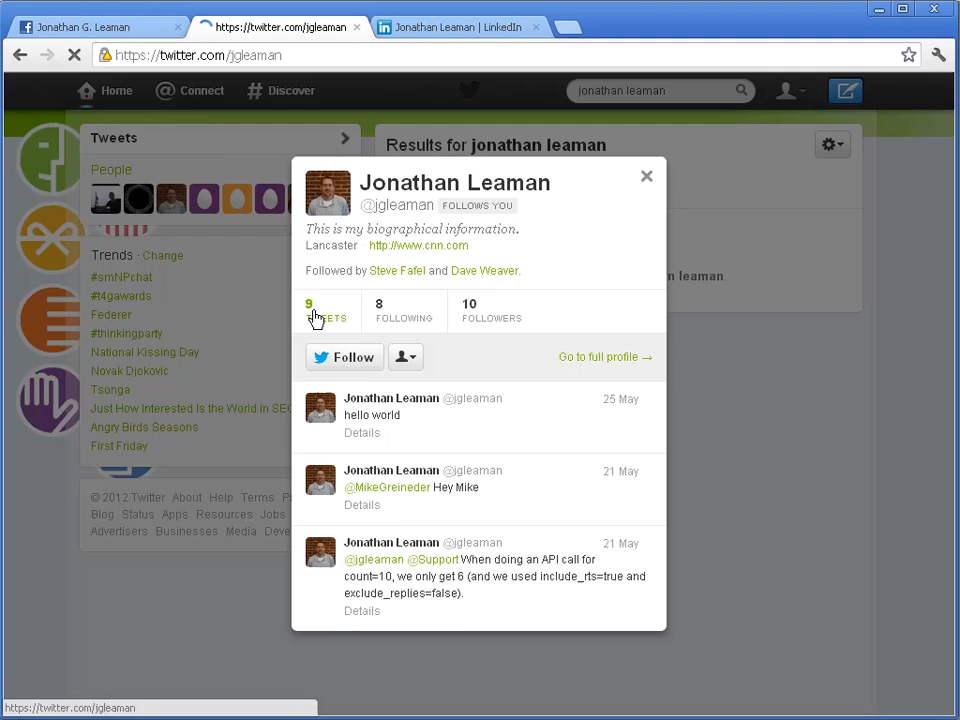 Jonathan G. Leaman
https://twitter.com/jgleaman
Jonathan Leaman | LinkedIn
https://twitter.com/jgleaman
Home
Connect
Discover
jonathan leaman
Tweets
People
Trends · Change
#smNPchat
#t4gawards
Federer
#thinkingparty
National Kissing Day
Novak Djokovic
Tsonga
Just How Interested Is the World in SEO
Angry Birds Seasons
First Friday
© 2012 Twitter About Help Terms
Blog Status Apps Resources Jobs
Advertisers Businesses Media
Results for jonathan leaman
leaman.
Jonathan Leaman
@jgleaman FOLLOWS YOU
This is my biographical information.
Lancaster · http://www.cnn.com
Followed by Steve Fafel and Dave Weaver.
9
TWEETS
8
FOLLOWING
10
FOLLOWERS
Follow
Go to full profile →
Jonathan Leaman @jgleaman 25 May
hello world
Details
Jonathan Leaman @jgleaman 21 May
@MikeGreineder Hey Mike
Details
Jonathan Leaman @jgleaman 21 May
@jgleaman @Support When doing an API call for
count=10, we only get 6 (and we used include_rts=true and
exclude_replies=false).
Details
https://twitter.com/jgleaman